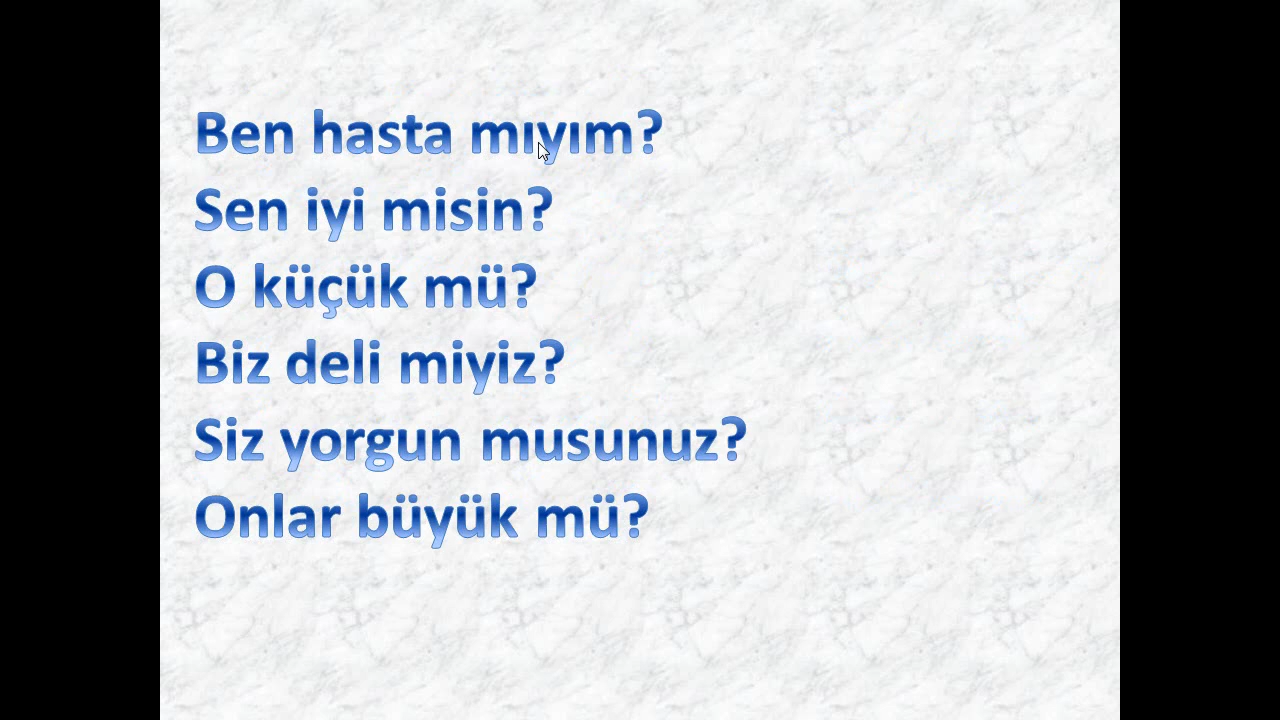 Ben hasta mıyım?
Sen iyi misin?
O küçük mü?
Biz deli miyiz?
Siz yorgun musunuz?
Onlar büyük mü?